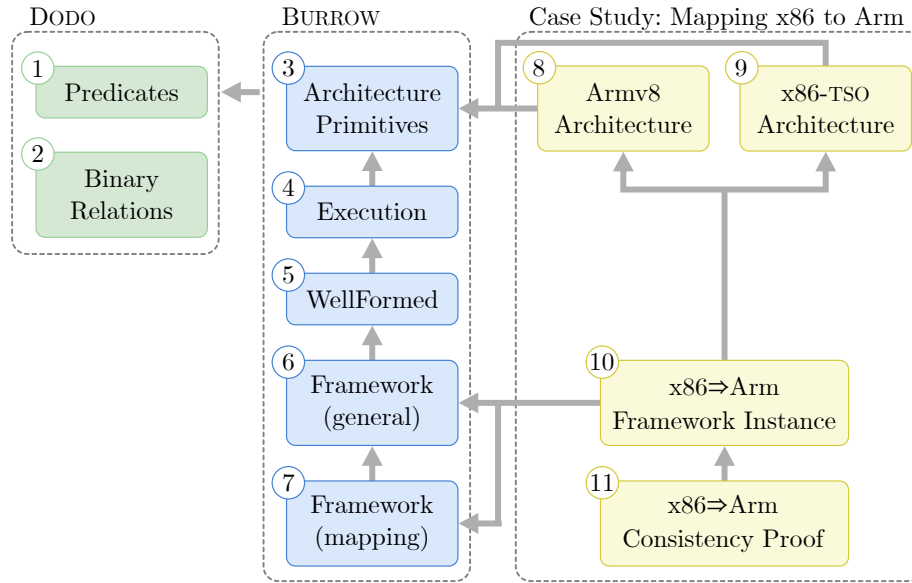 DODO
1
Predicates
2
Binary
Relations
BURROW
3
Architecture
Primitives
4
Execution
5
WellFormed
6
Framework
(general)
7
Framework
(mapping)
Case Study: Mapping x86 to Arm
8
Armv8
Architecture
9
x86-TSO
Architecture
10
x86⇒Arm
Framework Instance
11
x86⇒Arm
Consistency Proof